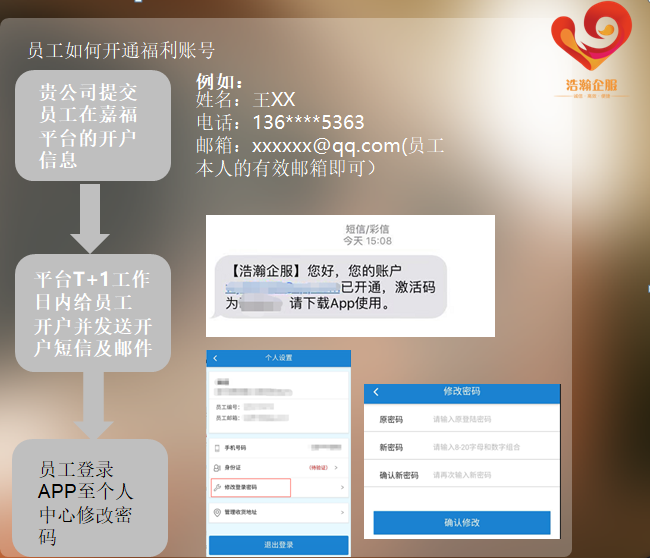 员工如何开通福利账号
浩瀚企服
贵公司提交
员工在嘉福
平台的开户
信息
例如：
姓名：王XX
电话：136****5363
邮箱：xxxxxx@qq.com(员工
本人的有效邮箱即可）
平台T+1工作
日内给员工
开户并发送开
户短信及邮件
短信/彩信
今天 15:08
【浩瀚企服】您好，您的账户
已开通，激活码
为 请下载App使用。
员工登录
APP至个人
中心修改密
码
个人设置
员工编号：
员工邮箱：
手机号码
身份证 （待验证）
修改登录密码
管理收货地址
退出登录
修改密码
原密码 请输入原登陆密码
新密码 请输入8-20字母和数字组合
确认新密码 请再次输入新密码
确认修改